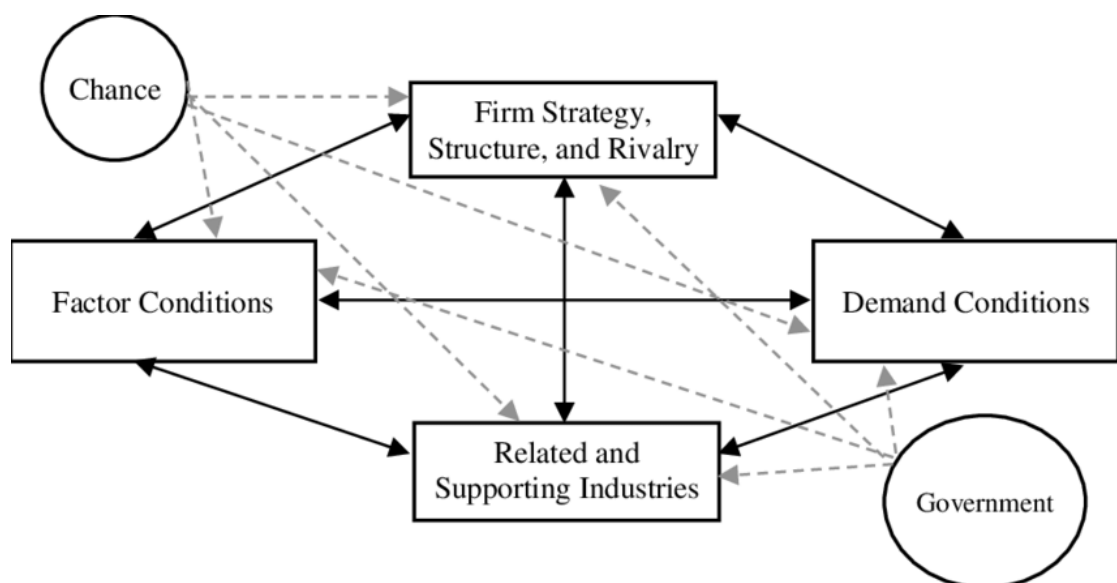 Chance
Firm Strategy,
Structure, and Rivalry
Factor Conditions
Demand Conditions
Related and
Supporting Industries
Government